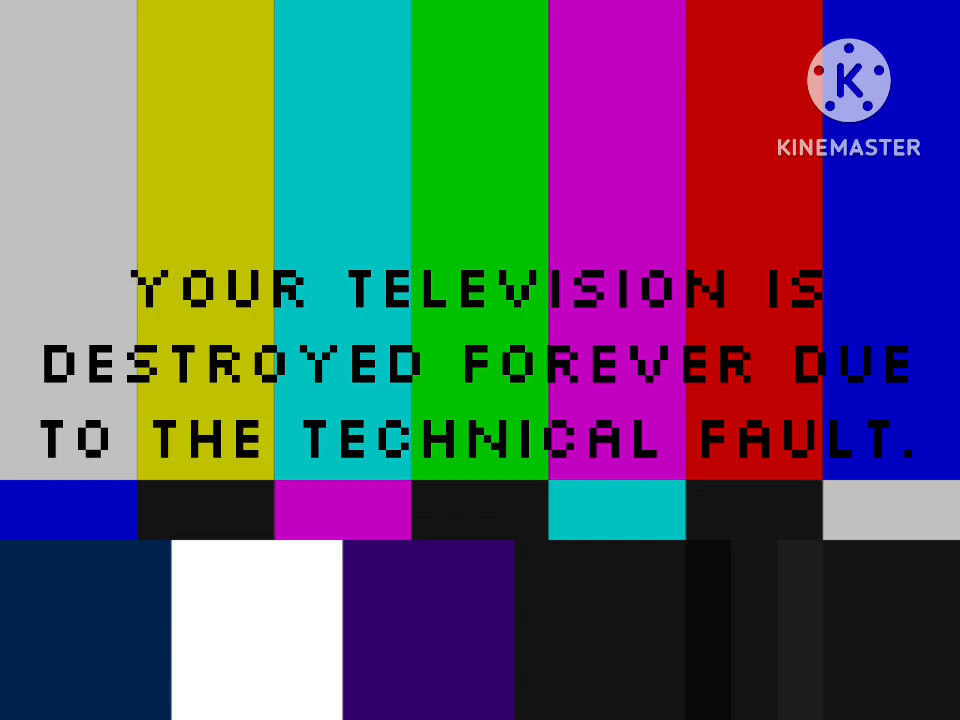 K
KINEMASTER
YOUR TELEVISION IS
DESTROYED FOREVER DUE
TO THE TECHNICAL FAULT.